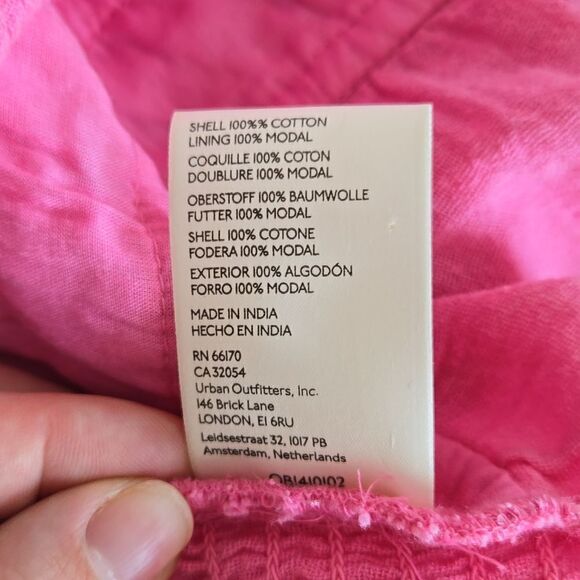 SHELL 100%% COTTON
LINING 100% MODAL
COQUILLE 100% COTON
DOUBLURE 100% MODAL
OBERSTOFF 100% BAUMWOLLE
FUTTER 100% MODAL
SHELL 100% COTONE
FODERA 100% MODAL
EXTERIOR 100% ALGODÓN
FORRO 100% MODAL
MADE IN INDIA
HECHO EN INDIA
RN 66170
CA 32054
Urban Outfitters, Inc.
146 Brick Lane
LONDON, E1 6RU
Leidsestraat 32, 1017 PB
Amsterdam, Netherlands
OB1410102